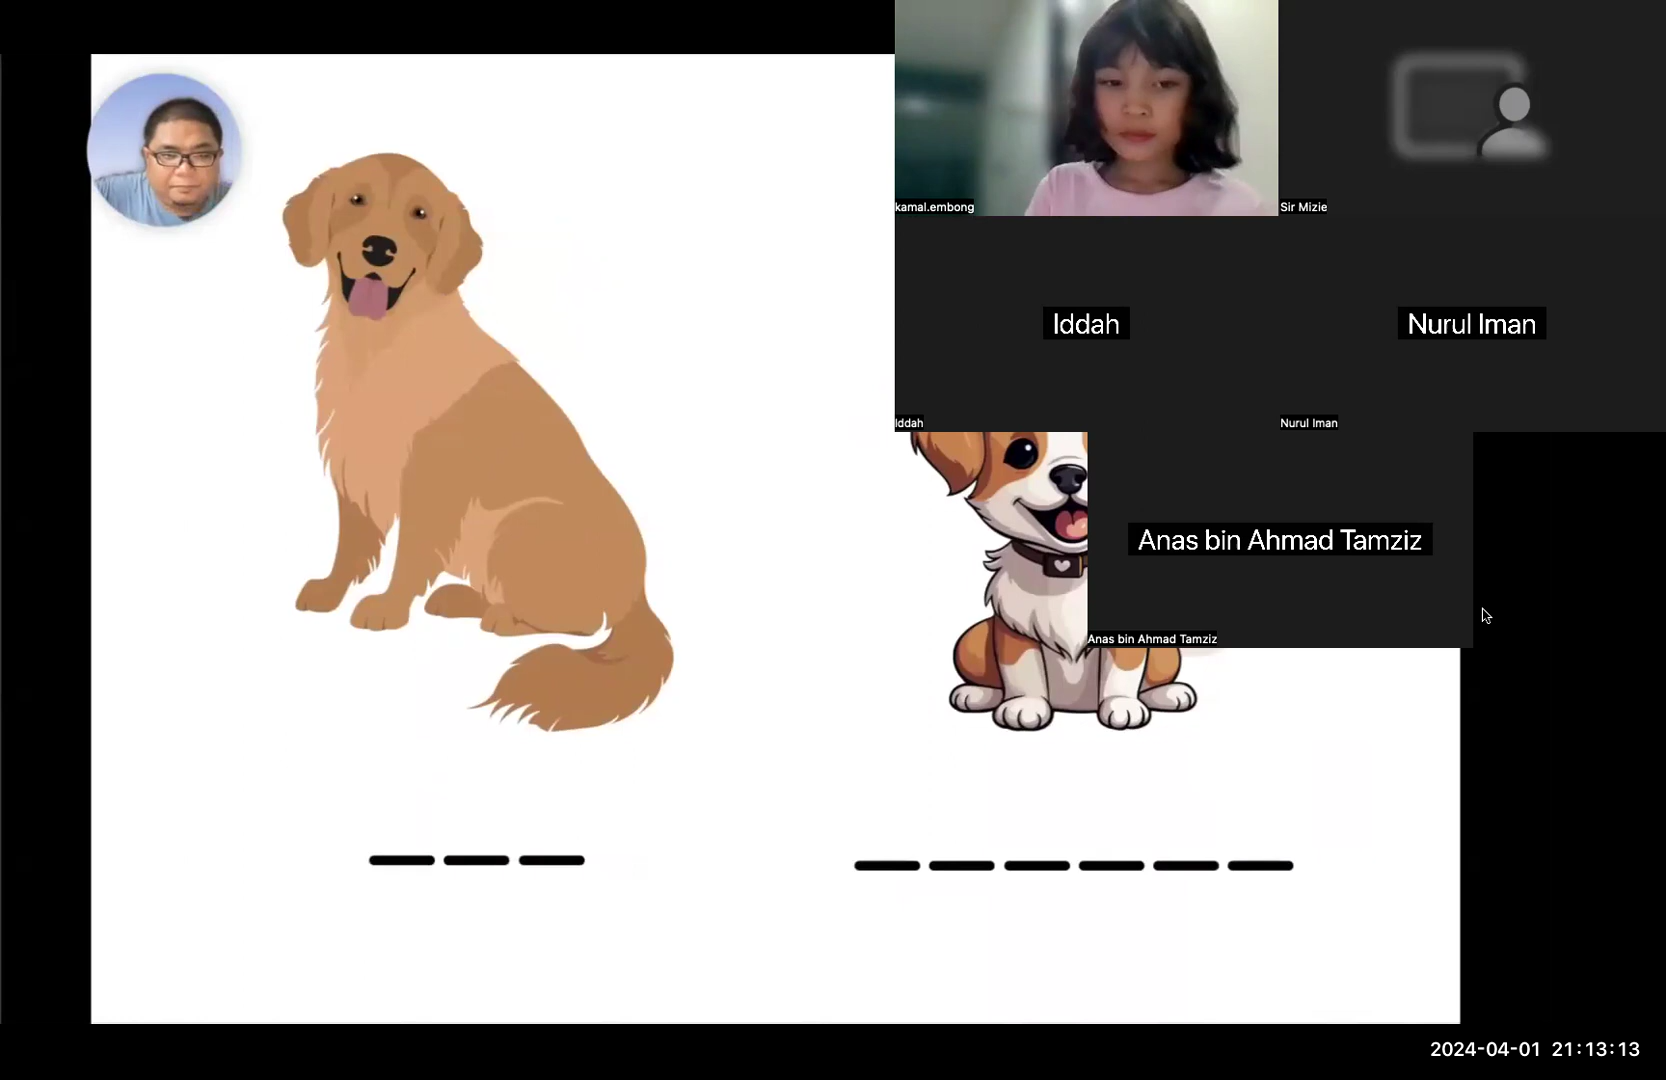 kamal.embong
Sir Mizie
Iddah
Nurul Iman
Iddah
Nurul Iman
Anas bin Ahmad Tamziz
Anas bin Ahmad Tamziz
2024-04-01 21:13:13